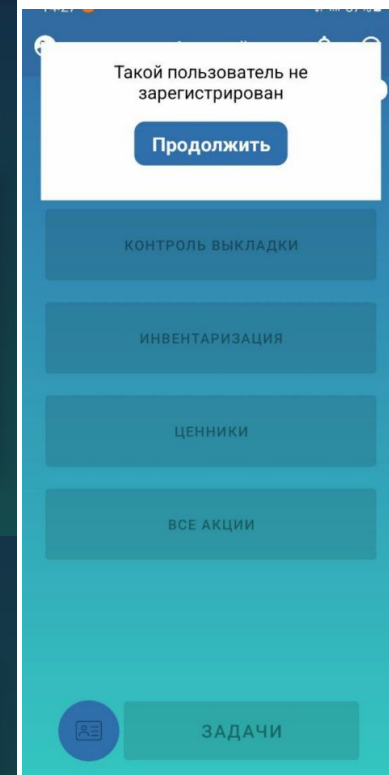 Такой пользователь не
зарегистрирован
Продолжить
КОНТРОЛЬ ВЫКЛАДКИ
ИНВЕНТАРИЗАЦИЯ
ЦЕННИКИ
ВСЕ АКЦИИ
ЗАДАЧИ